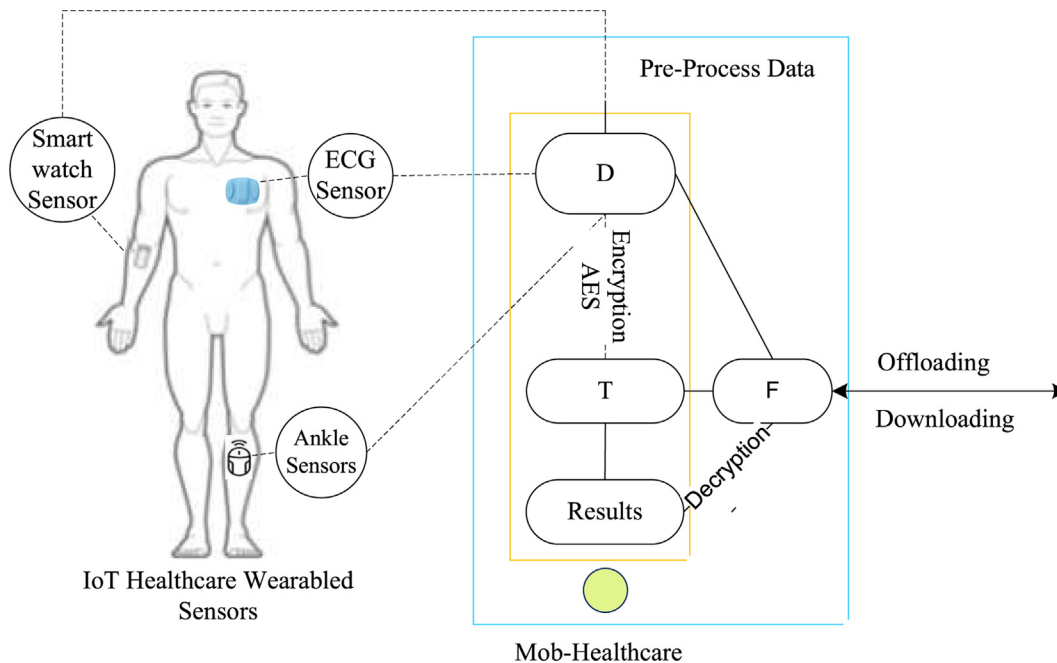 Pre-Process Data
Smart
watch
Sensor
ECG
Sensor
D
Encryption
AES
T
F
Offloading
Downloading
Ankle
Sensors
Decryption
Results
IoT Healthcare Wearabled
Sensors
Mob-Healthcare